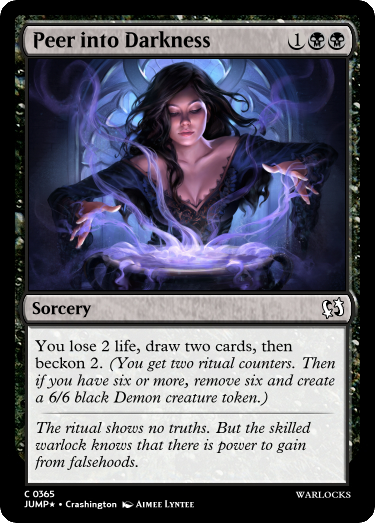 Peer into Darkness 1
Sorcery
You lose 2 life, draw two cards, then
beckon 2. (You get two ritual counters. Then
if you have six or more, remove six and create
a 6/6 black Demon creature token.)
The ritual shows no truths. But the skilled
warlock knows that there is power to gain
from falsehoods.
C 0365
JUMP★ • Crashington Aimee Lyntee
WARLOCKS